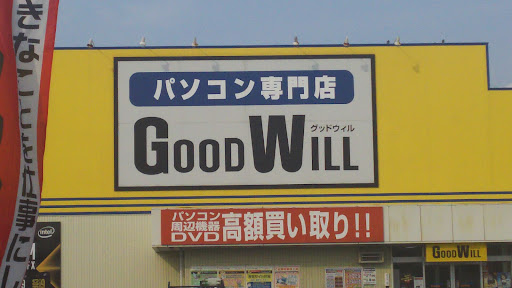 パソコン専門店
グッドウィル
GOODWILL
パソコン
周辺機器
DVD
高額買い取り!!
GOODWILL
intel